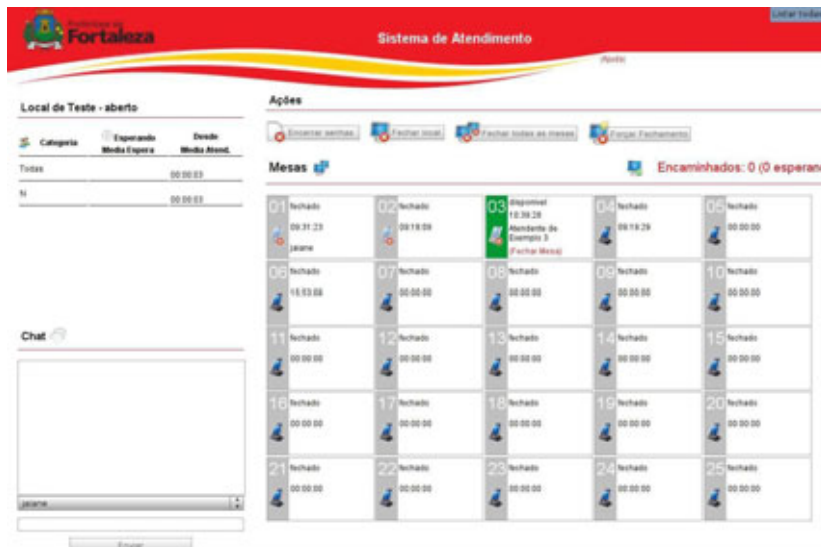 Prefeitura de
Fortaleza
Sistema de Atendimento
Listar todas
(Ajuda)
Local de Teste - aberto
Categoria
Esperando
Media Espera
Desde
Media Atend.
Todas
00:00:03
N
00:00:03
Chat
jaiane
Enviar
Ações
Encerrar senhas
Fechar local
Fechar todas as mesas
Forçar Fechamento
Mesas
Encaminhados: 0 (0 esperan
01 fechado
09:31:23
jaiane
02 fechado
09:19:09
03 disponivel
10:39:28
Atendente de
Exemplo 3
(Fechar Mesa)
04 fechado
09:19:29
05 fechado
00:00:00
06 fechado
15:53:08
07 fechado
00:00:00
08 fechado
00:00:00
09 fechado
00:00:00
10 fechado
00:00:00
11 fechado
00:00:00
12 fechado
00:00:00
13 fechado
00:00:00
14 fechado
00:00:00
15 fechado
00:00:00
16 fechado
00:00:00
17 fechado
00:00:00
18 fechado
00:00:00
19 fechado
00:00:00
20 fechado
00:00:00
21 fechado
00:00:00
22 fechado
00:00:00
23 fechado
00:00:00
24 fechado
00:00:00
25 fechado
00:00:00